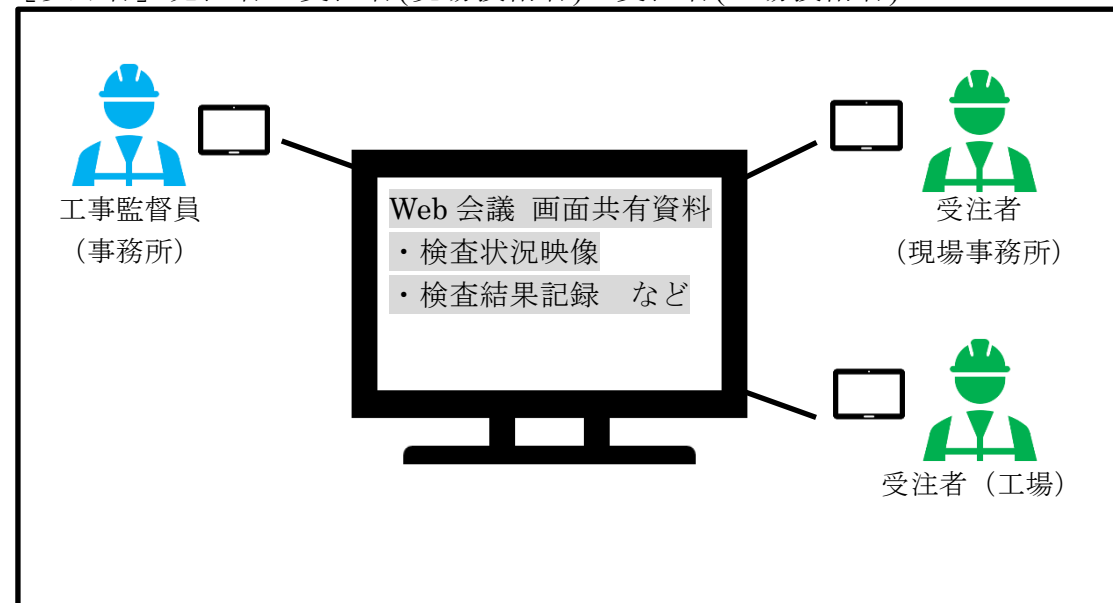 工事監督員
（事務所）
Web 会議 画面共有資料
・検査状況映像
・検査結果記録　など
受注者
（現場事務所）
受注者（工場）